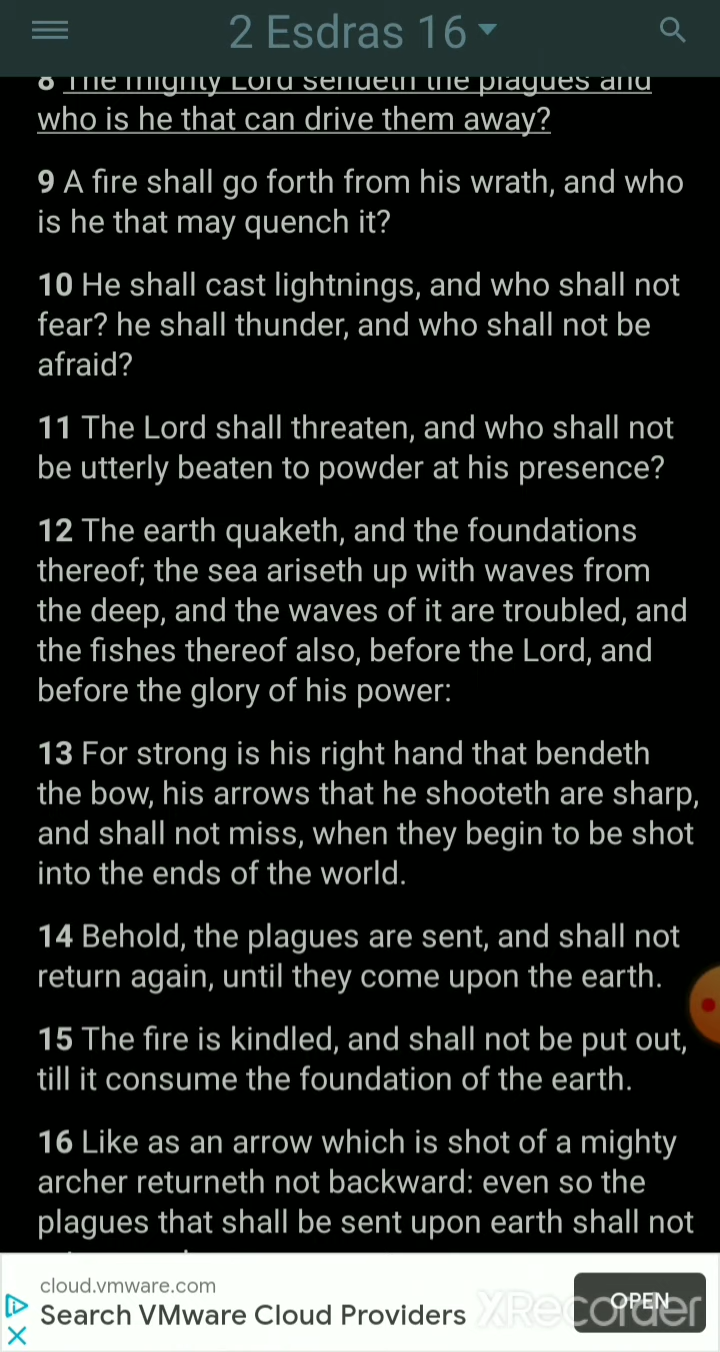 2 Esdras 16
8 The mighty Lord sendeth the plagues and
who is he that can drive them away?
9 A fire shall go forth from his wrath, and who
is he that may quench it?
10 He shall cast lightnings, and who shall not
fear? he shall thunder, and who shall not be
afraid?
11 The Lord shall threaten, and who shall not
be utterly beaten to powder at his presence?
12 The earth quaketh, and the foundations
thereof; the sea ariseth up with waves from
the deep, and the waves of it are troubled, and
the fishes thereof also, before the Lord, and
before the glory of his power:
13 For strong is his right hand that bendeth
the bow, his arrows that he shooteth are sharp,
and shall not miss, when they begin to be shot
into the ends of the world.
14 Behold, the plagues are sent, and shall not
return again, until they come upon the earth.
15 The fire is kindled, and shall not be put out,
till it consume the foundation of the earth.
16 Like as an arrow which is shot of a mighty
archer returneth not backward: even so the
plagues that shall be sent upon earth shall not
cloud.vmware.com
Search VMware Cloud Providers
OPEN
XRecorder